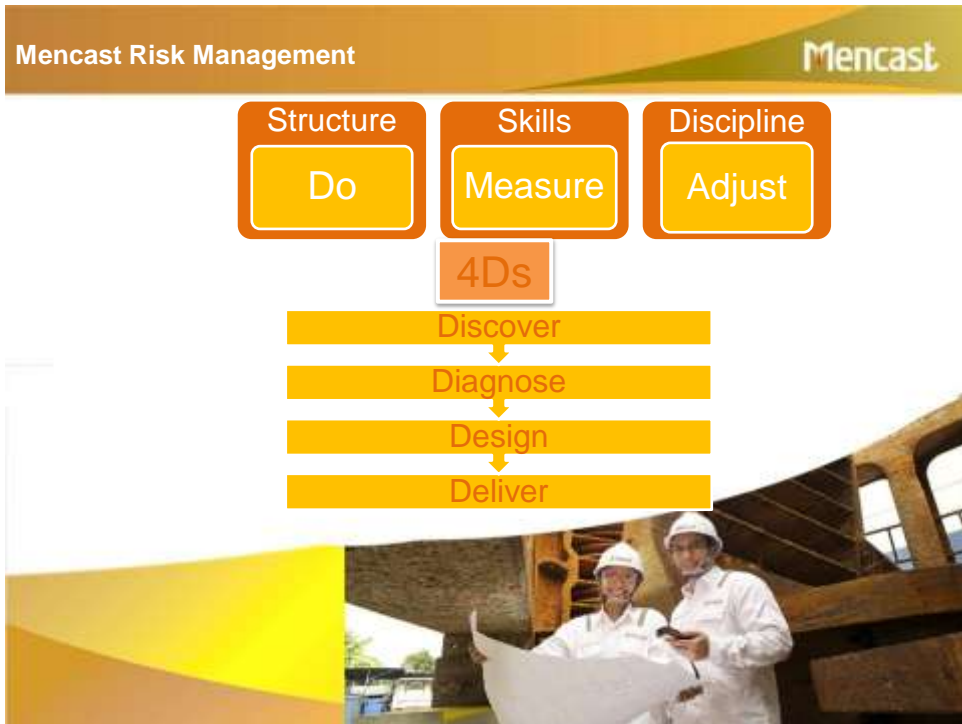 Mencast Risk Management
Mencast
Structure
Skills
Discipline
Do
Measure
Adjust
4Ds
Discover
Diagnose
Design
Deliver